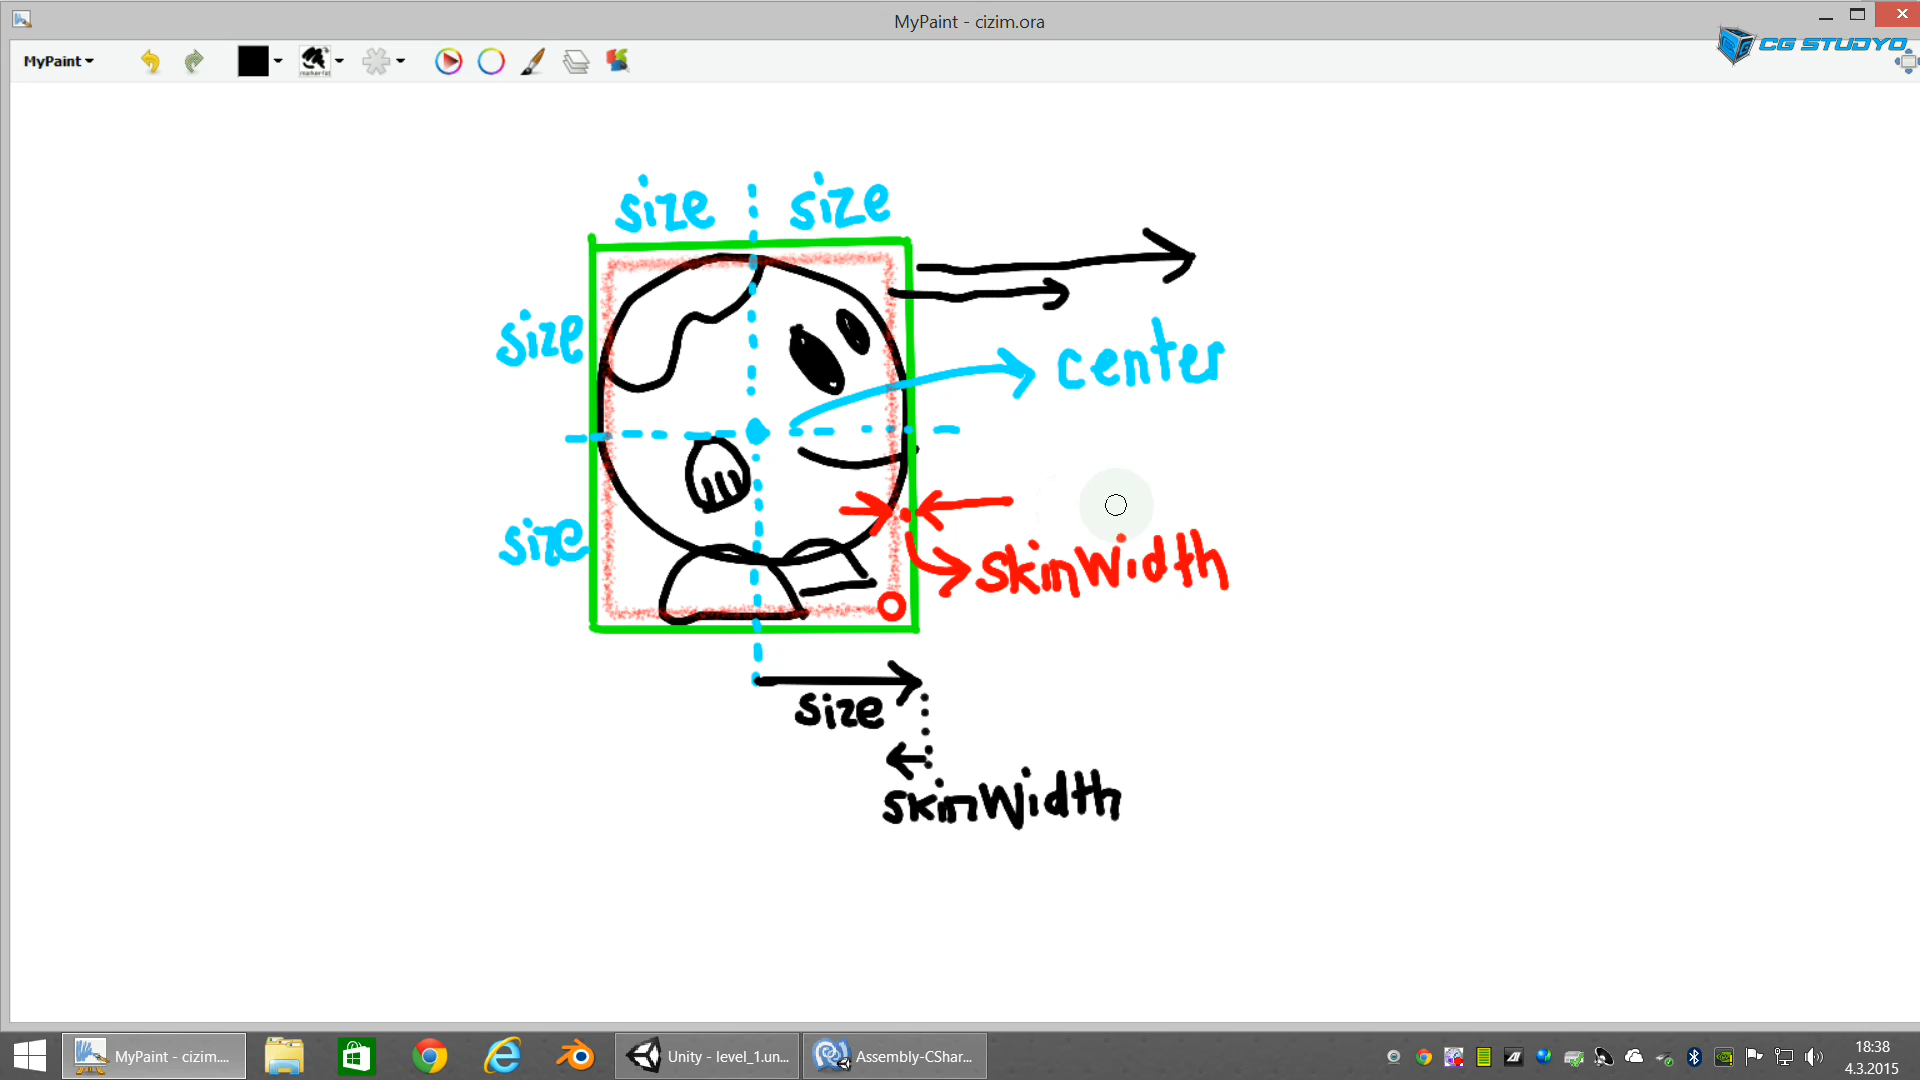 MyPaint - cizim.ora
MyPaint
CG STUDYO
size size
size
center
size
skinWidth
size
skinWidth
MyPaint - cizim....
Unity - level_1.un...
Assembly-CShar...
18:38
4.3.2015